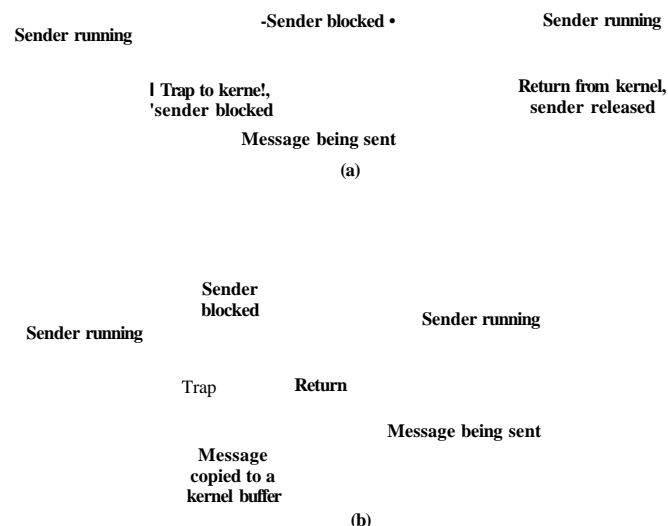 -Sender blocked •
Sender running
Sender running
| Trap to kerne!,
'sender blocked
Return from kernel,
sender released
Message being sent
(a)
Sender
blocked
Sender running
Sender running
Trap
Return
Message being sent
Message
copied to a
kernel buffer
(b)